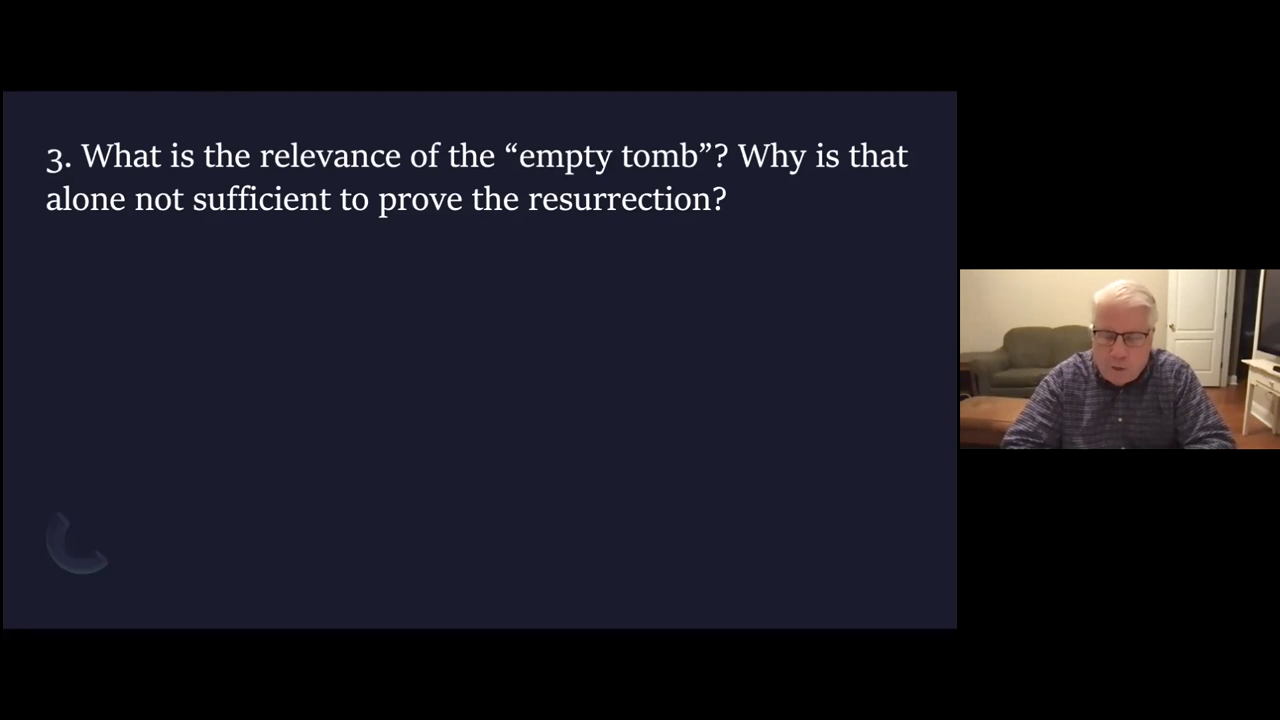 3. What is the relevance of the “empty tomb”? Why is that
alone not sufficient to prove the resurrection?